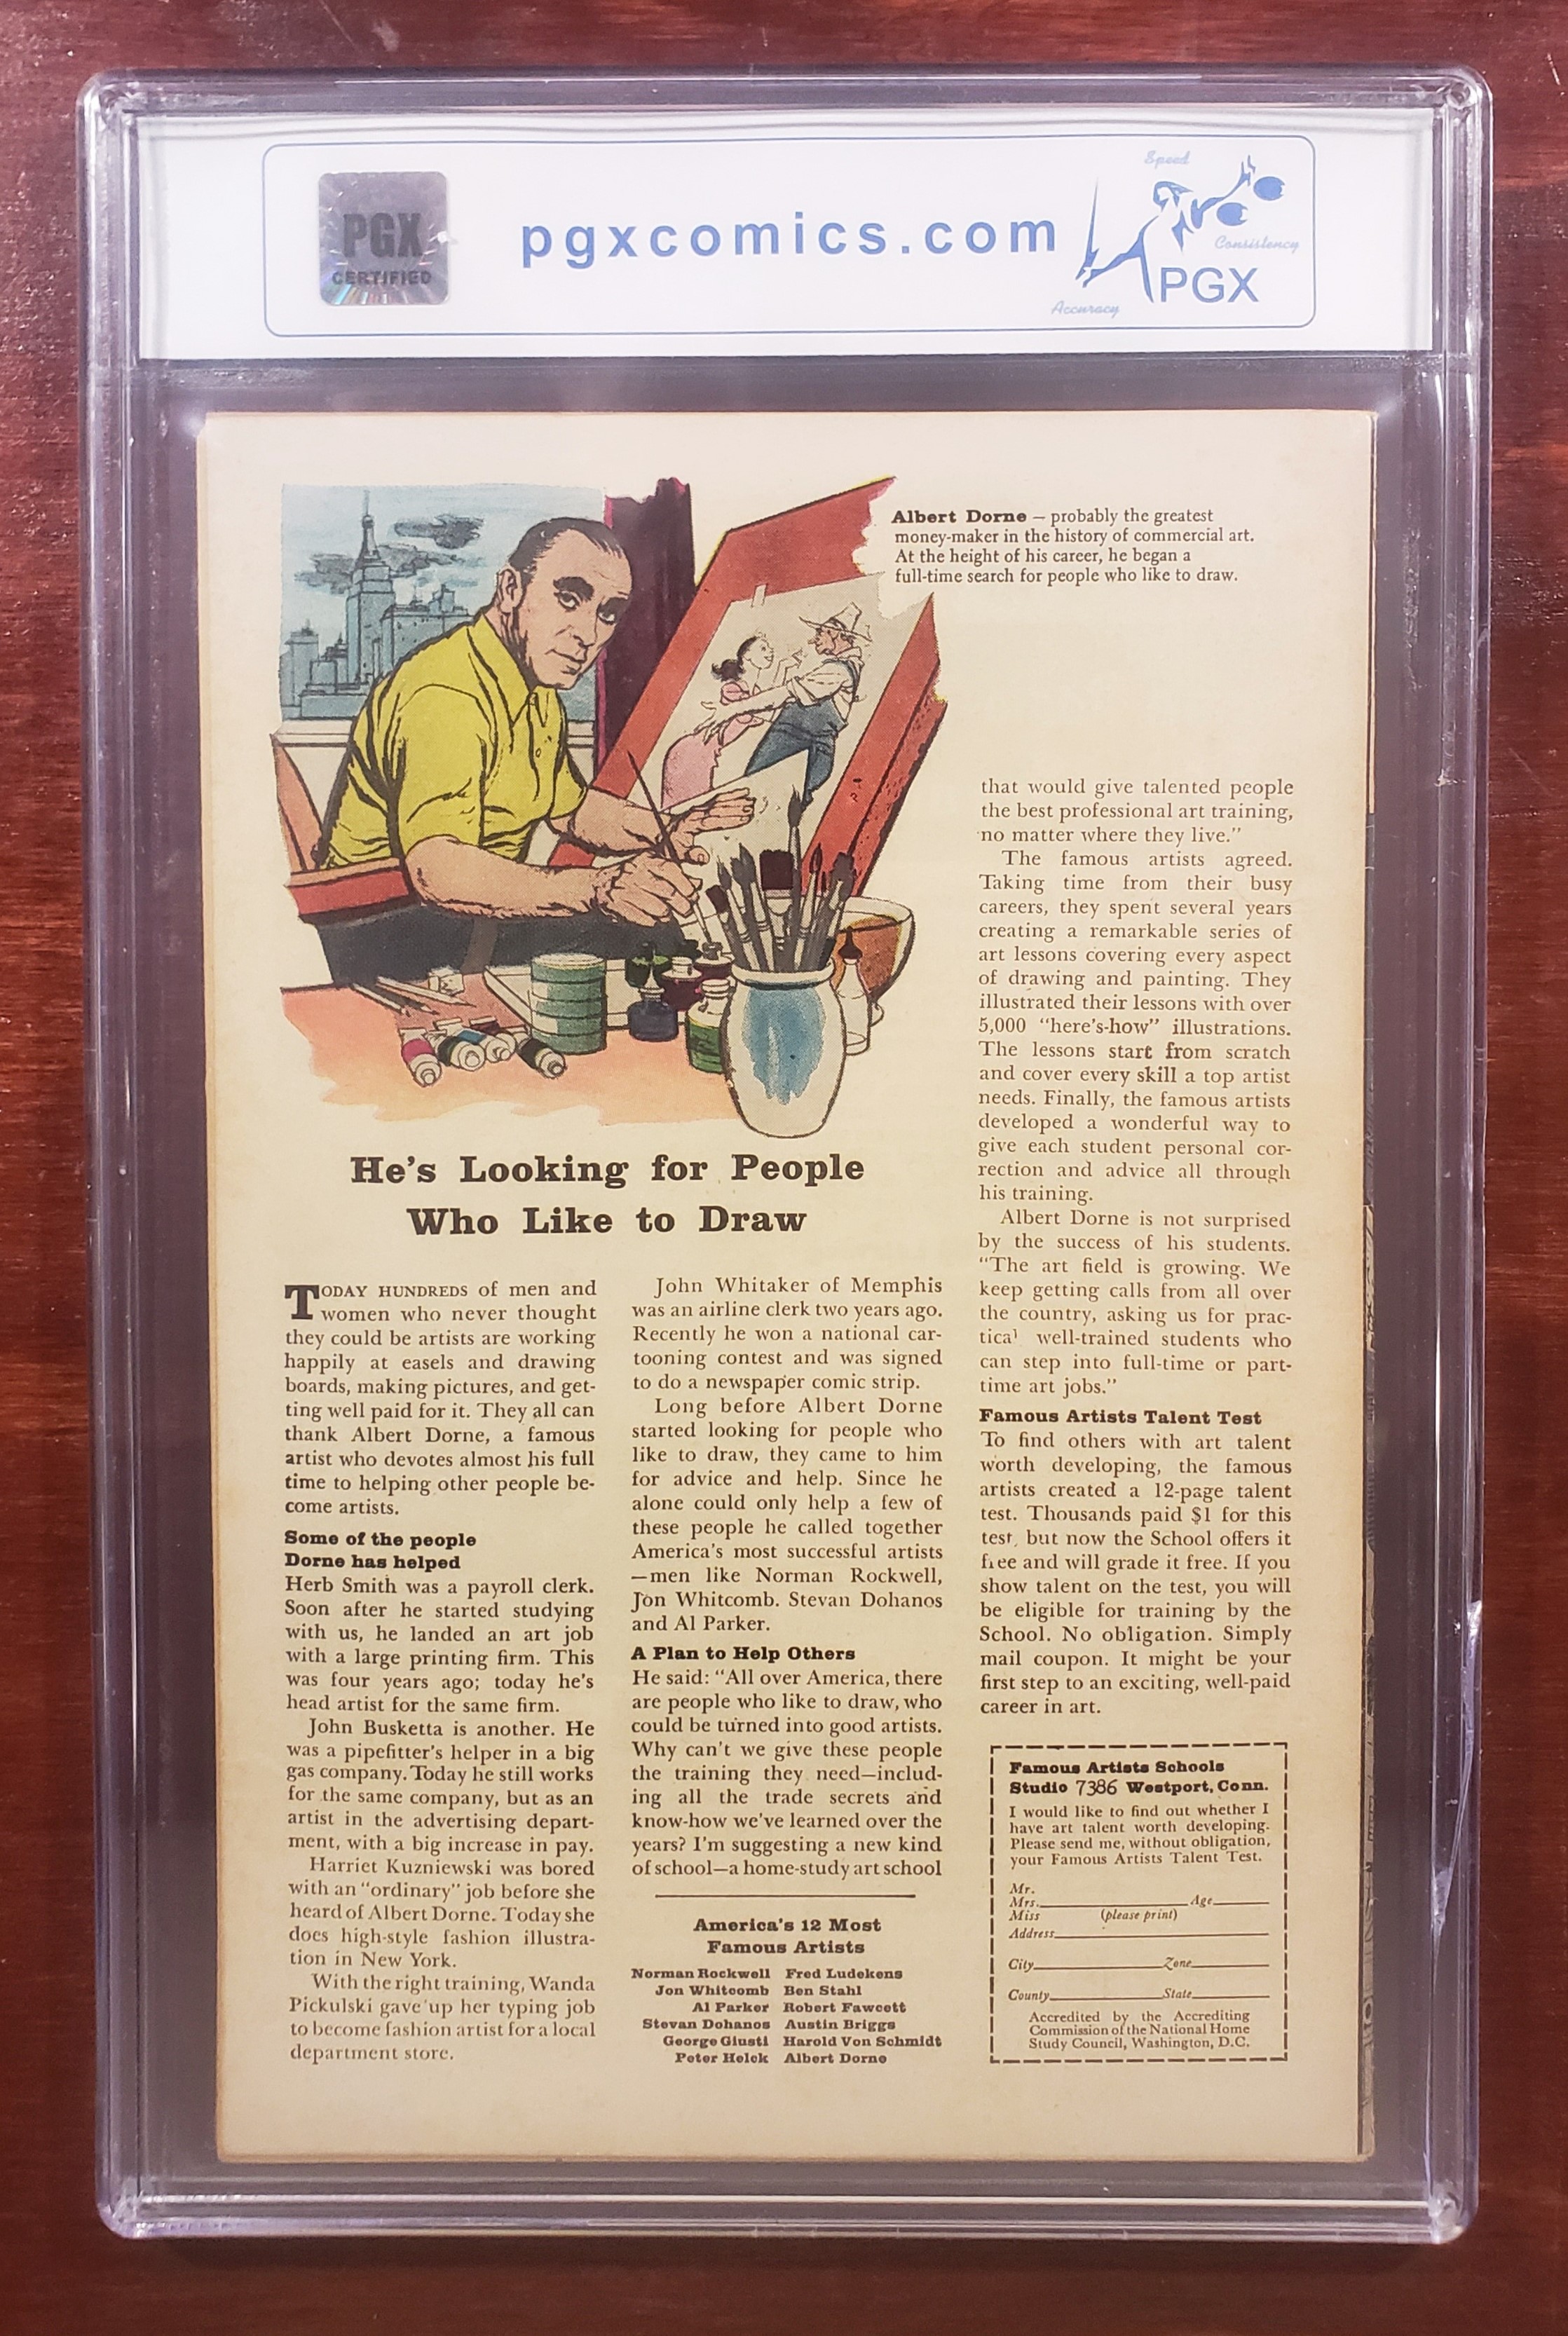 PGX
CERTIFIED
pgxcomics.com
Speed
Consistency
Accuracy
PGX
Albert Dorne — probably the greatest
money-maker in the history of commercial art.
At the height of his career, he began a
full-time search for people who like to draw.
He's Looking for People
Who Like to Draw
TODAY HUNDREDS of men and
women who never thought
they could be artists are working
happily at easels and drawing
boards, making pictures, and get-
ting well paid for it. They all can
thank Albert Dorne, a famous
artist who devotes almost his full
time to helping other people be-
come artists.
Some of the people
Dorne has helped
Herb Smith was a payroll clerk.
Soon after he started studying
with us, he landed an art job
with a large printing firm. This
was four years ago; today he's
head artist for the same firm.
John Busketta is another. He
was a pipefitter's helper in a big
gas company. Today he still works
for the same company, but as an
artist in the advertising depart-
ment, with a big increase in pay.
Harriet Kuzniewski was bored
with an "ordinary" job before she
heard of Albert Dorne. Today she
does high-style fashion illustra-
tion in New York.
With the right training, Wanda
Pickulski gave up her typing job
to become fashion artist for a local
department store.
John Whitaker of Memphis
was an airline clerk two years ago.
Recently he won a national car-
tooning contest and was signed
to do a newspaper comic strip.
Long before Albert Dorne
started looking for people who
like to draw, they came to him
for advice and help. Since he
alone could only help a few of
these people he called together
America's most successful artists
—men like Norman Rockwell,
Jon Whitcomb. Stevan Dohanos
and Al Parker.
A Plan to Help Others
He said: "All over America, there
are people who like to draw, who
could be turned into good artists.
Why can't we give these people
the training they need—includ-
ing all the trade secrets and
know-how we've learned over the
years? I'm suggesting a new kind
of school—a home-study art school
America's 12 Most
Famous Artists
Norman Rockwell Fred Ludekens
Jon Whitcomb Ben Stahl
Al Parker Robert Fawcett
Stevan Dohanos Austin Briggs
George Giusti Harold Von Schmidt
Peter Helck Albert Dorne
that would give talented people
the best professional art training,
no matter where they live."
The famous artists agreed.
Taking time from their busy
careers, they spent several years
creating a remarkable series of
art lessons covering every aspect
of drawing and painting. They
illustrated their lessons with over
5,000 "here's-how" illustrations.
The lessons start from scratch
and cover every skill a top artist
needs. Finally, the famous artists
developed a wonderful way to
give each student personal cor-
rection and advice all through
his training.
Albert Dorne is not surprised
by the success of his students.
"The art field is growing. We
keep getting calls from all over
the country, asking us for prac-
tical well-trained students who
can step into full-time or part-
time art jobs."
Famous Artists Talent Test
To find others with art talent
worth developing, the famous
artists created a 12-page talent
test. Thousands paid $1 for this
test, but now the School offers it
free and will grade it free. If you
show talent on the test, you will
be eligible for training by the
School. No obligation. Simply
mail coupon. It might be your
first step to an exciting, well-paid
career in art.
Famous Artists Schools
Studio 7386 Westport, Conn.
I would like to find out whether I
have art talent worth developing.
Please send me, without obligation,
your Famous Artists Talent Test.
Mr.
Mrs. Age
Miss (please print)
Address
City Zone
County State
Accredited by the Accrediting
Commission of the National Home
Study Council, Washington, D.C.